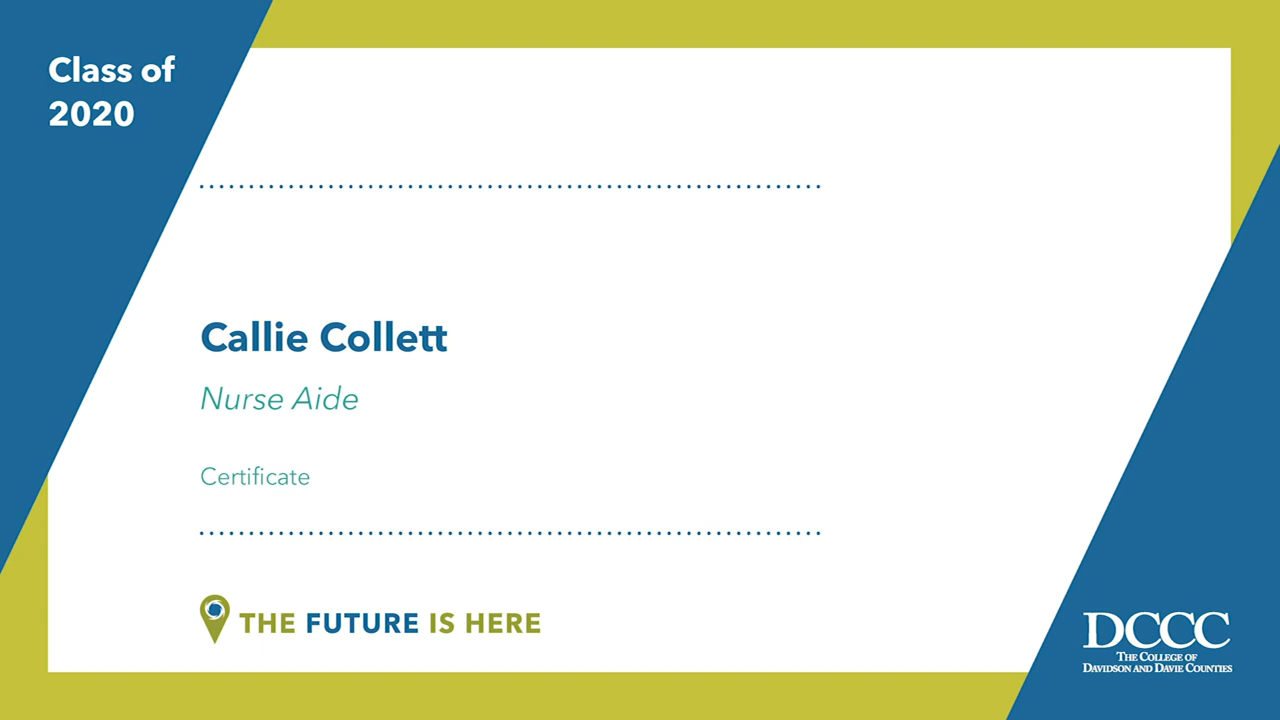 Class of
2020
Callie Collett
Nurse Aide
Certificate
THE FUTURE IS HERE
DCCC
THE COLLEGE OF
DAVIDSON AND DAVIE COUNTIES